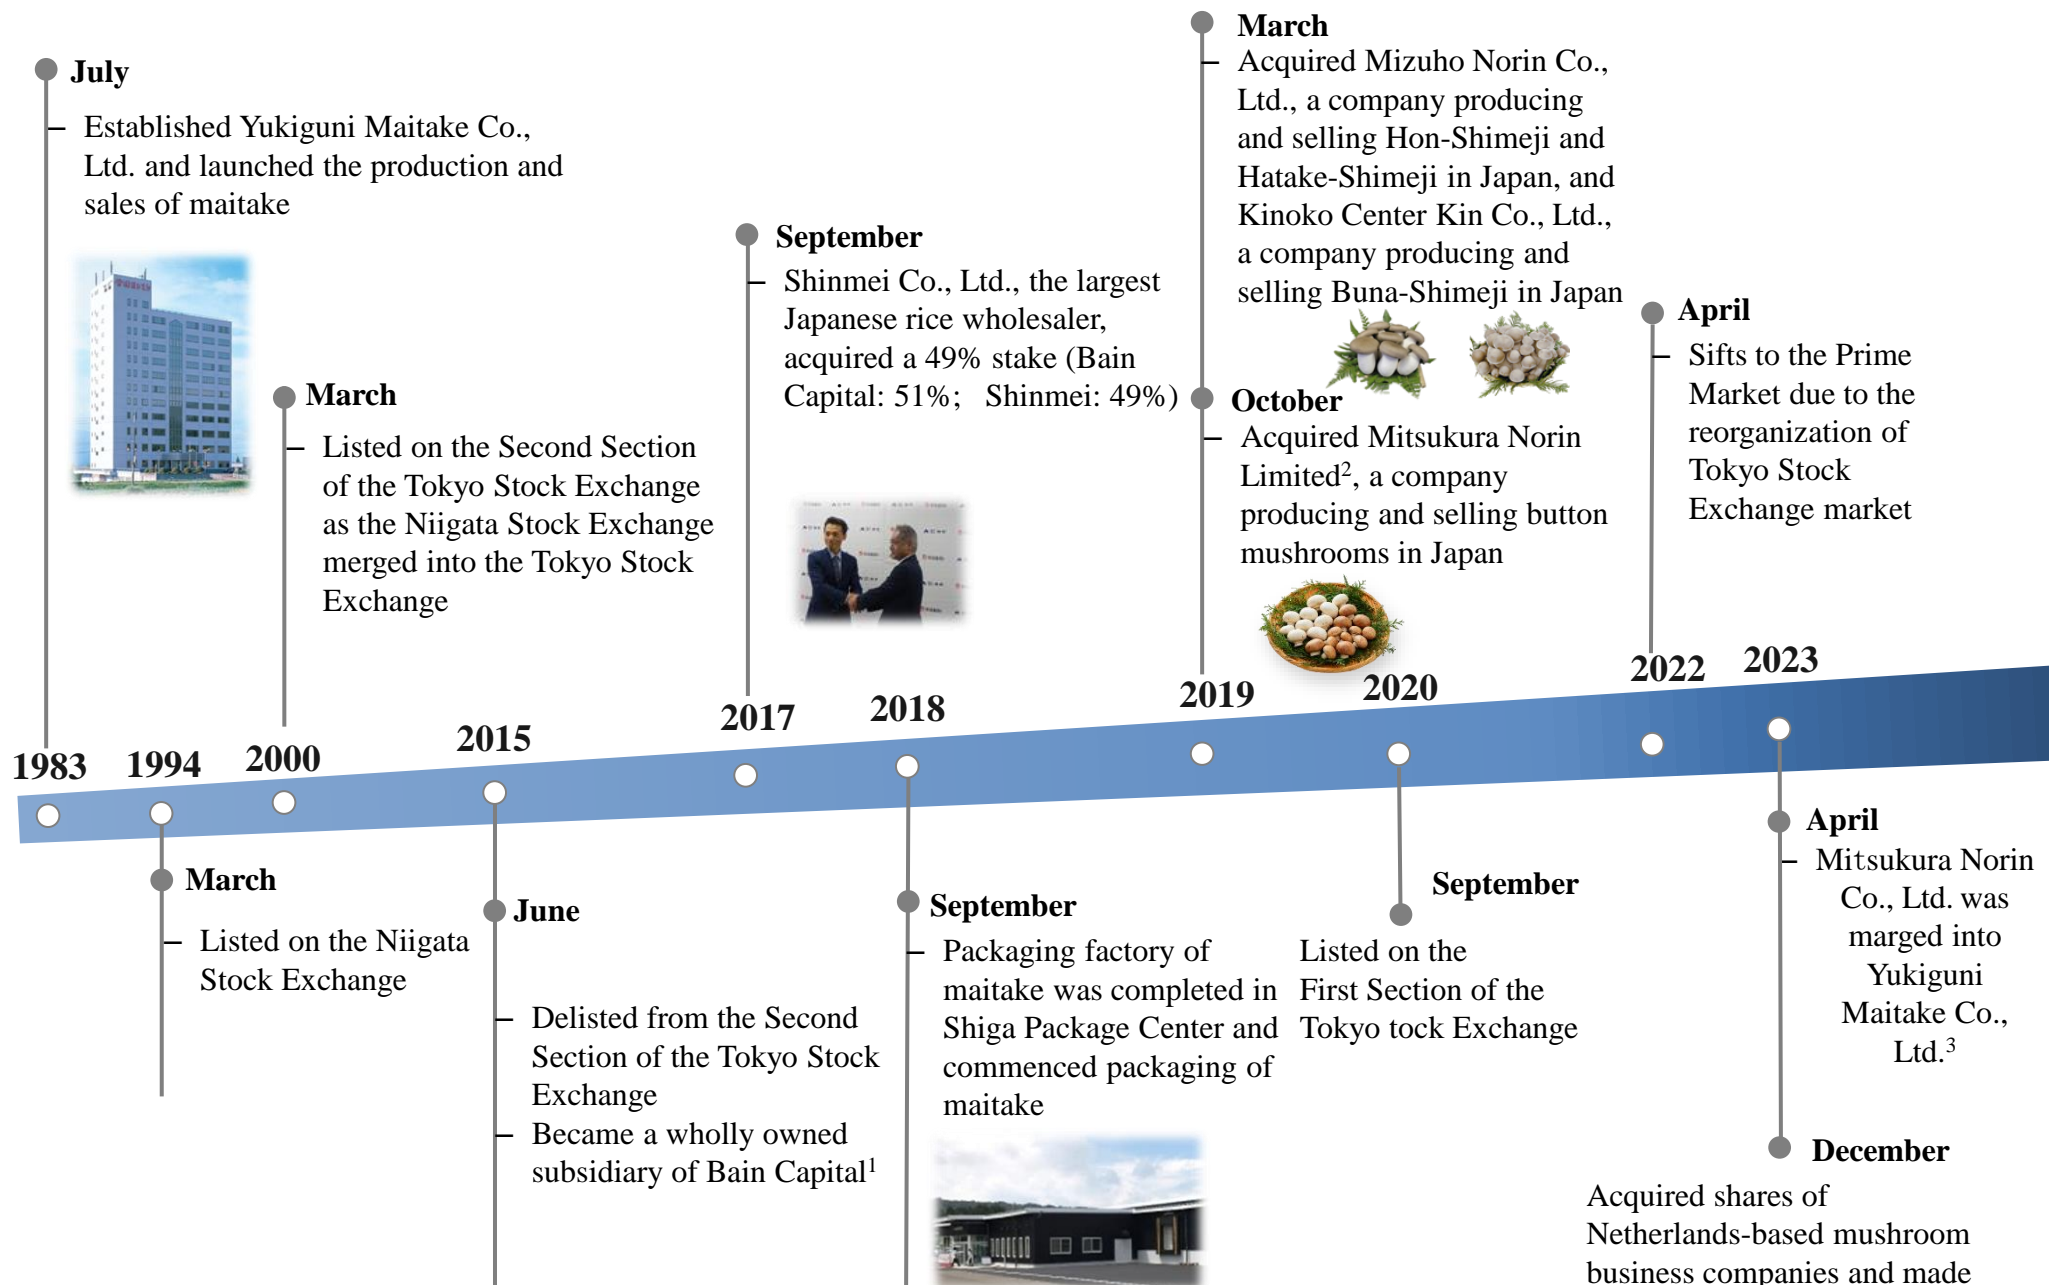 July
– Established Yukiguni Maitake Co.,
Ltd. and launched the production and
sales of maitake
March
– Listed on the Second Section
of the Tokyo Stock Exchange
as the Niigata Stock Exchange
merged into the Tokyo Stock
Exchange
September
– Shinmei Co., Ltd., the largest
Japanese rice wholesaler,
acquired a 49% stake (Bain
Capital: 51%; Shinmei: 49%)
March
– Acquired Mizuho Norin Co.,
Ltd., a company producing
and selling Hon-Shimeji and
Hatake-Shimeji in Japan, and
Kinoko Center Kin Co., Ltd.,
a company producing and
selling Buna-Shimeji in Japan
October
– Acquired Mitsukura Norin
Limited², a company
producing and selling button
mushrooms in Japan
April
– Sifts to the Prime
Market due to the
reorganization of
Tokyo Stock
Exchange market
1983
1994
2000
2015
2017
2018
2019
2020
2022
2023
March
– Listed on the Niigata
Stock Exchange
June
– Delisted from the Second
Section of the Tokyo Stock
Exchange
– Became a wholly owned
subsidiary of Bain Capital¹
September
– Packaging factory of
maitake was completed in
Shiga Package Center and
commenced packaging of
maitake
September
Listed on the
First Section of the
Tokyo tock Exchange
April
– Mitsukura Norin
Co., Ltd. was
marged into
Yukiguni
Maitake Co.,
Ltd.³
December
Acquired shares of
Netherlands-based mushroom
business companies and made